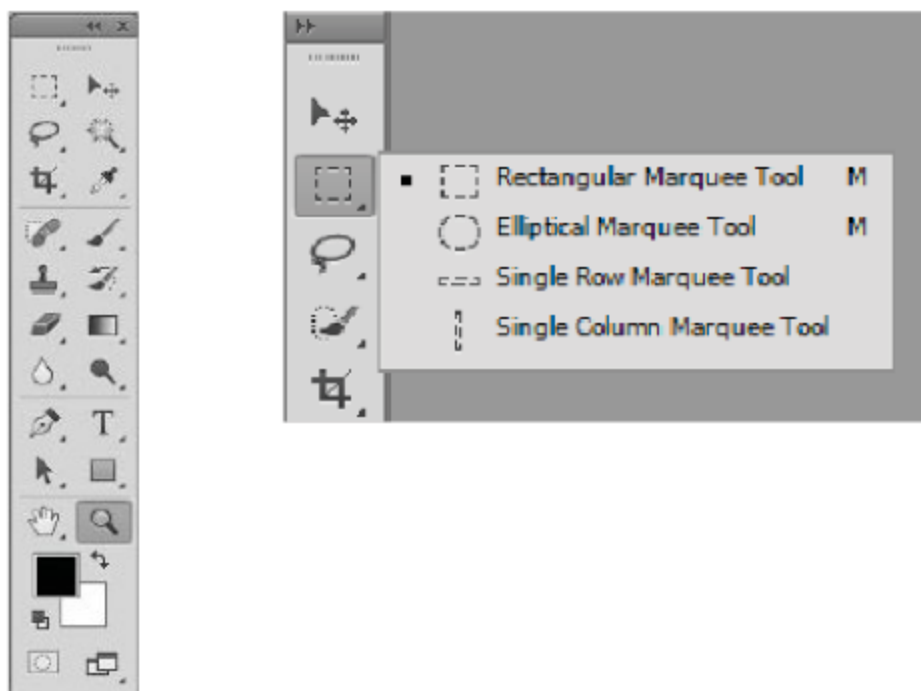 Rectangular Marquee Tool M
Elliptical Marquee Tool M
Single Row Marquee Tool
Single Column Marquee Tool